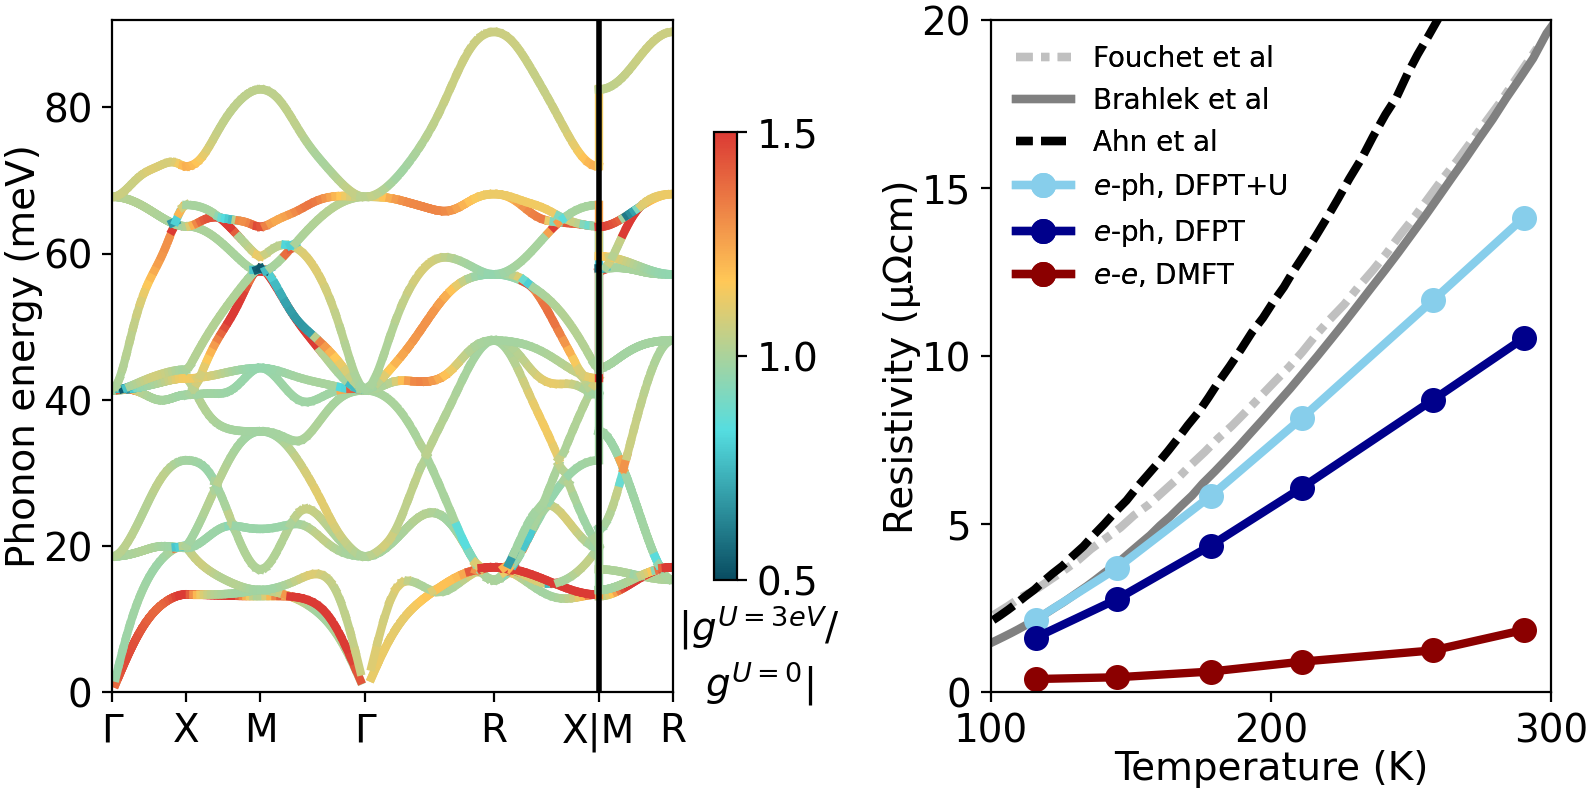 Phonon energy (meV)
80
60
40
20
0
Γ X M Γ R X|M R
1.5
1.0
0.5
|g^{U=3eV}/
g^{U=0}|
Resistivity (μΩcm)
20
15
10
5
0
Fouchet et al
Brahlek et al
Ahn et al
e-ph, DFPT+U
e-ph, DFPT
e-e, DMFT
100 200 300
Temperature (K)